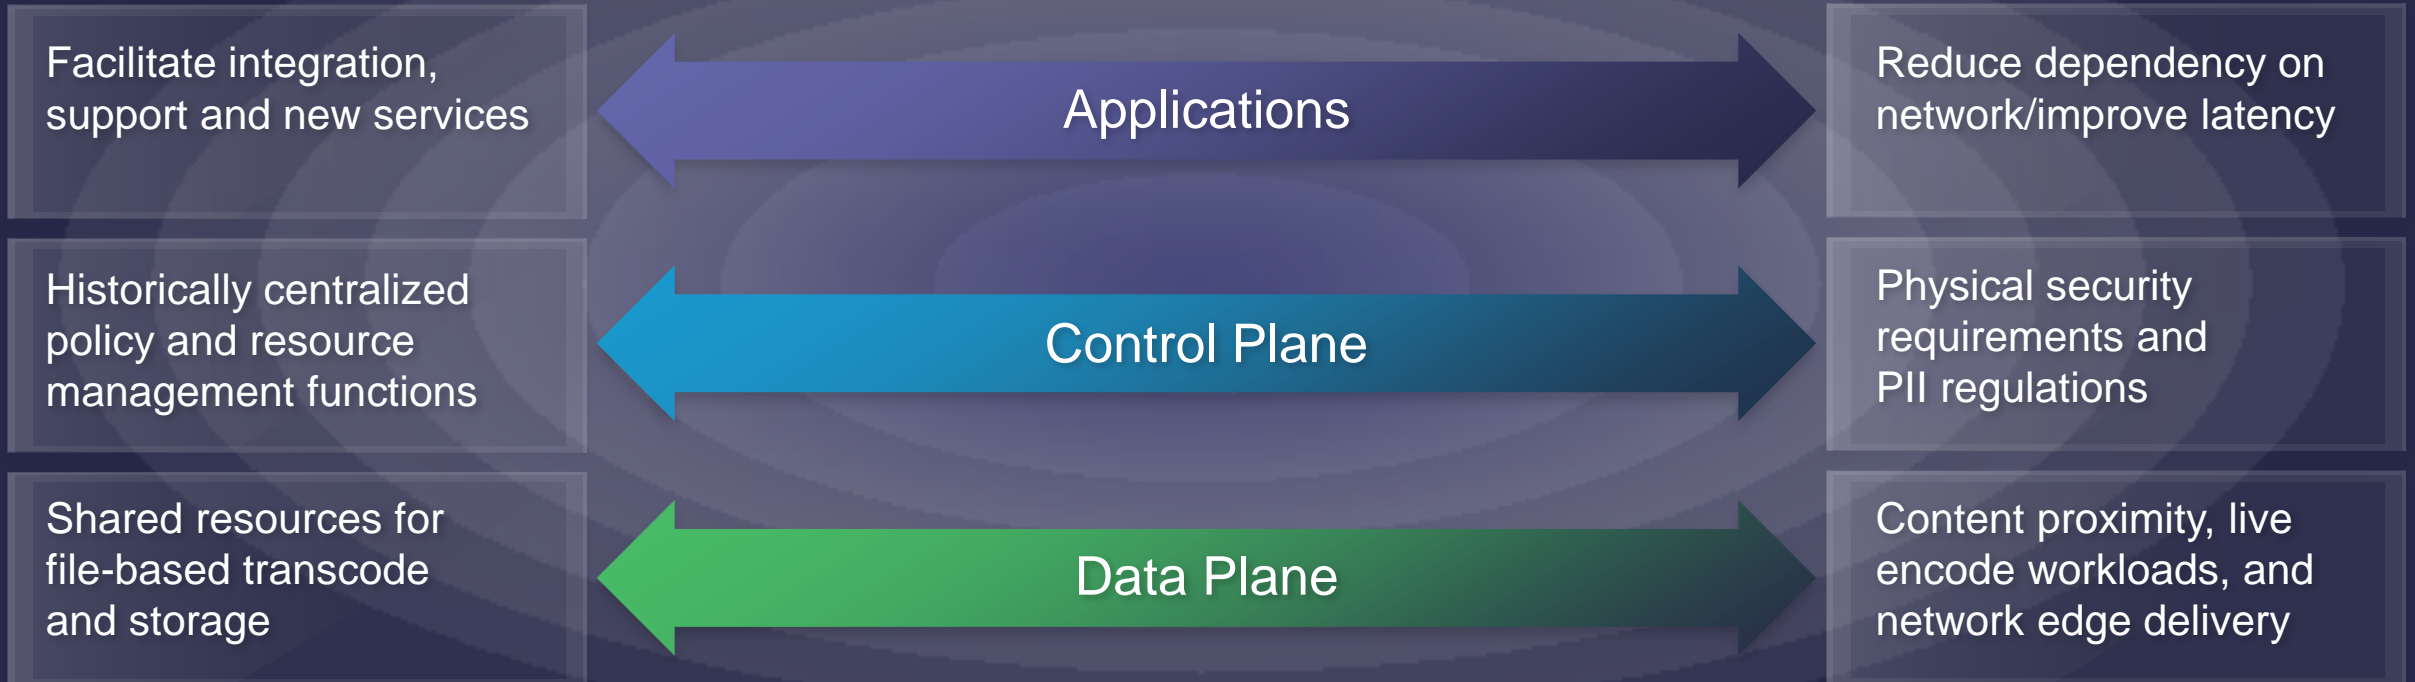 Facilitate integration,
support and new services
Applications
Reduce dependency on
network/improve latency
Historically centralized
policy and resource
management functions
Control Plane
Physical security
requirements and
PII regulations
Shared resources for
file-based transcode
and storage
Data Plane
Content proximity, live
encode workloads, and
network edge delivery